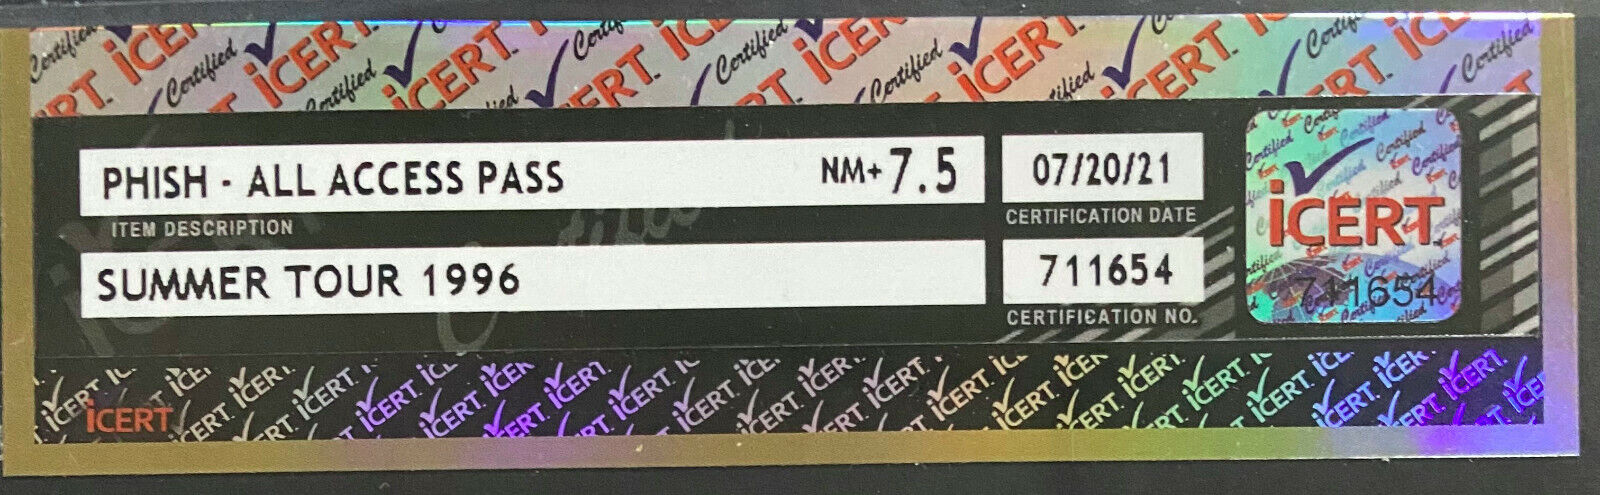 PHISH - ALL ACCESS PASS NM+ 7.5
ITEM DESCRIPTION
SUMMER TOUR 1996
07/20/21
CERTIFICATION DATE
711654
CERTIFICATION NO.
iCERT
711654
iCERT